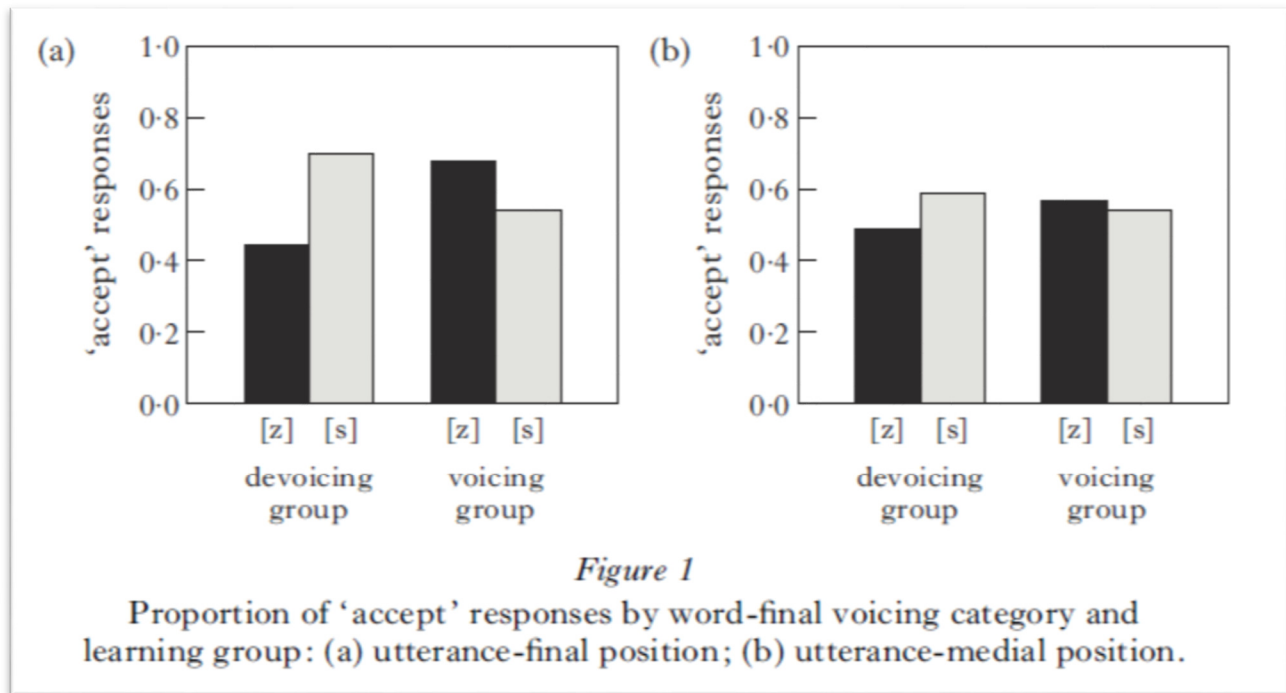 (a)
1·0
0·8
0·6
0·4
0·2
0·0
‘accept’ responses
[z] [s] [z] [s]
devoicing voicing
group group
(b)
1·0
0·8
0·6
0·4
0·2
0·0
‘accept’ responses
[z] [s] [z] [s]
devoicing voicing
group group
Figure 1
Proportion of ‘accept’ responses by word-final voicing category and
learning group: (a) utterance-final position; (b) utterance-medial position.